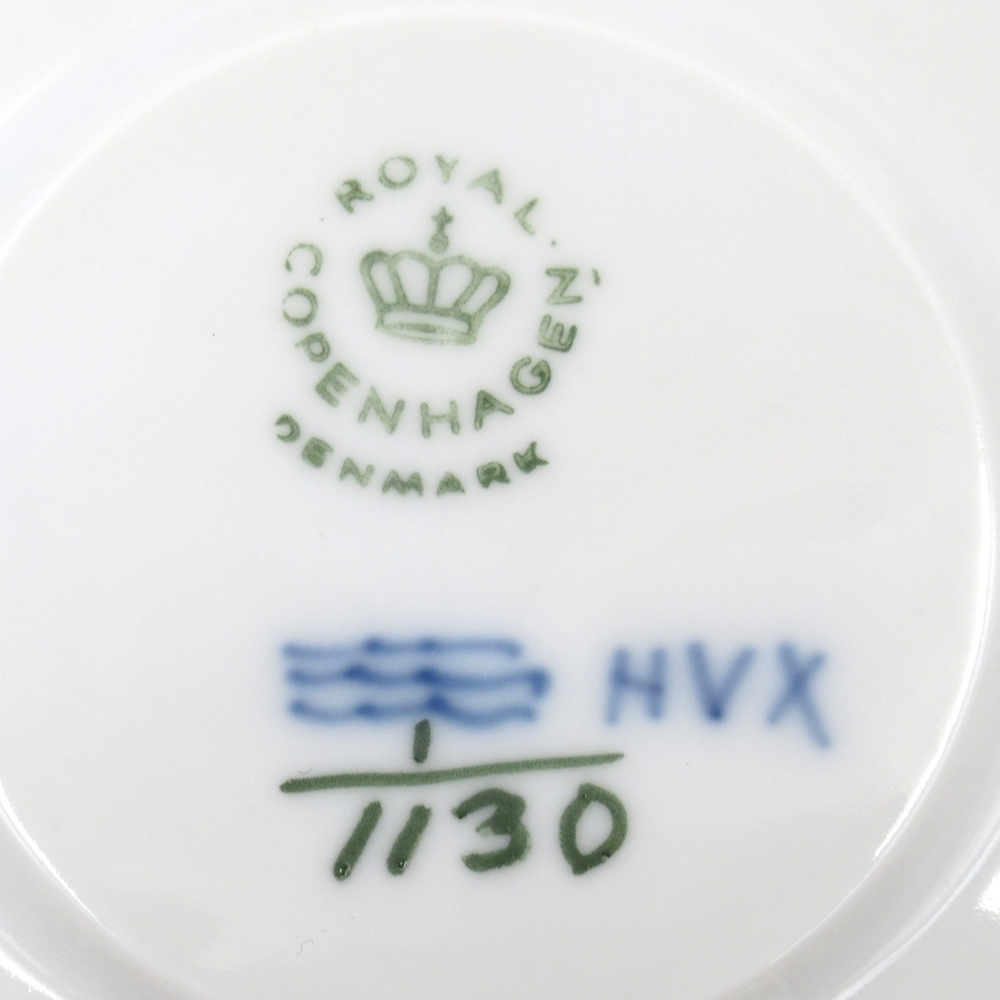 ROYAL.
COPENHAGEN
DENMARK
HVX
1
1130